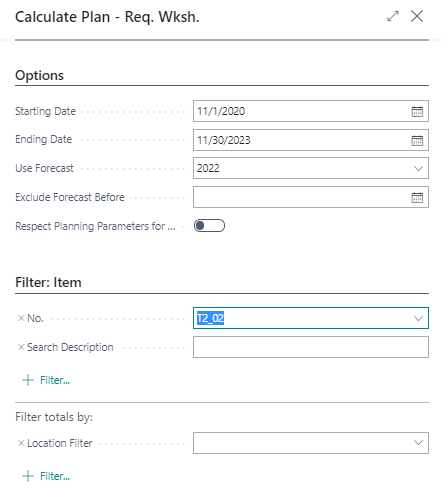 Calculate Plan - Req. Wksh.
Options
Starting Date 11/1/2020
Ending Date 11/30/2023
Use Forecast 2022
Exclude Forecast Before
Respect Planning Parameters for ...
Filter: Item
× No. T2_02
× Search Description
+ Filter...
Filter totals by:
× Location Filter
+ Filter...